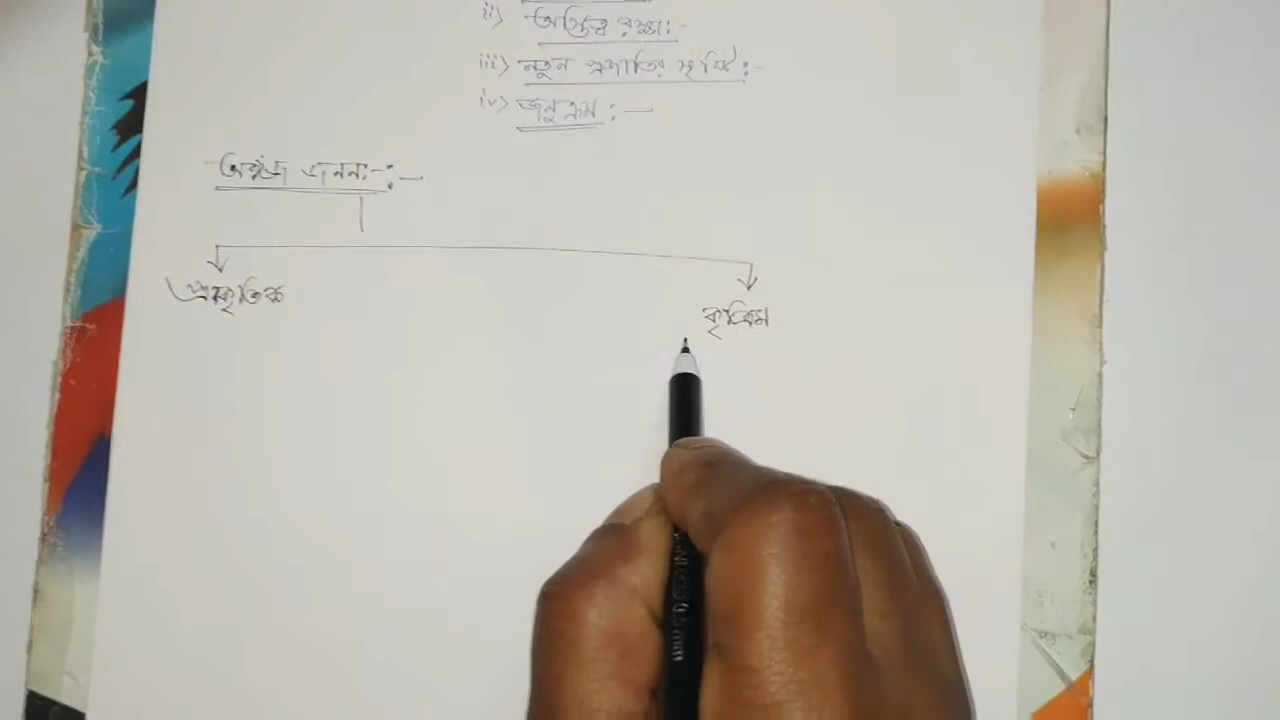 ii) অস্তিত্ব রক্ষা:-
iii) নতুন প্রজাতির সৃষ্টি:-
iv) জনুক্রম:—
অঙ্গজ জনন:-:-
প্রাকৃতিক
কৃত্রিম